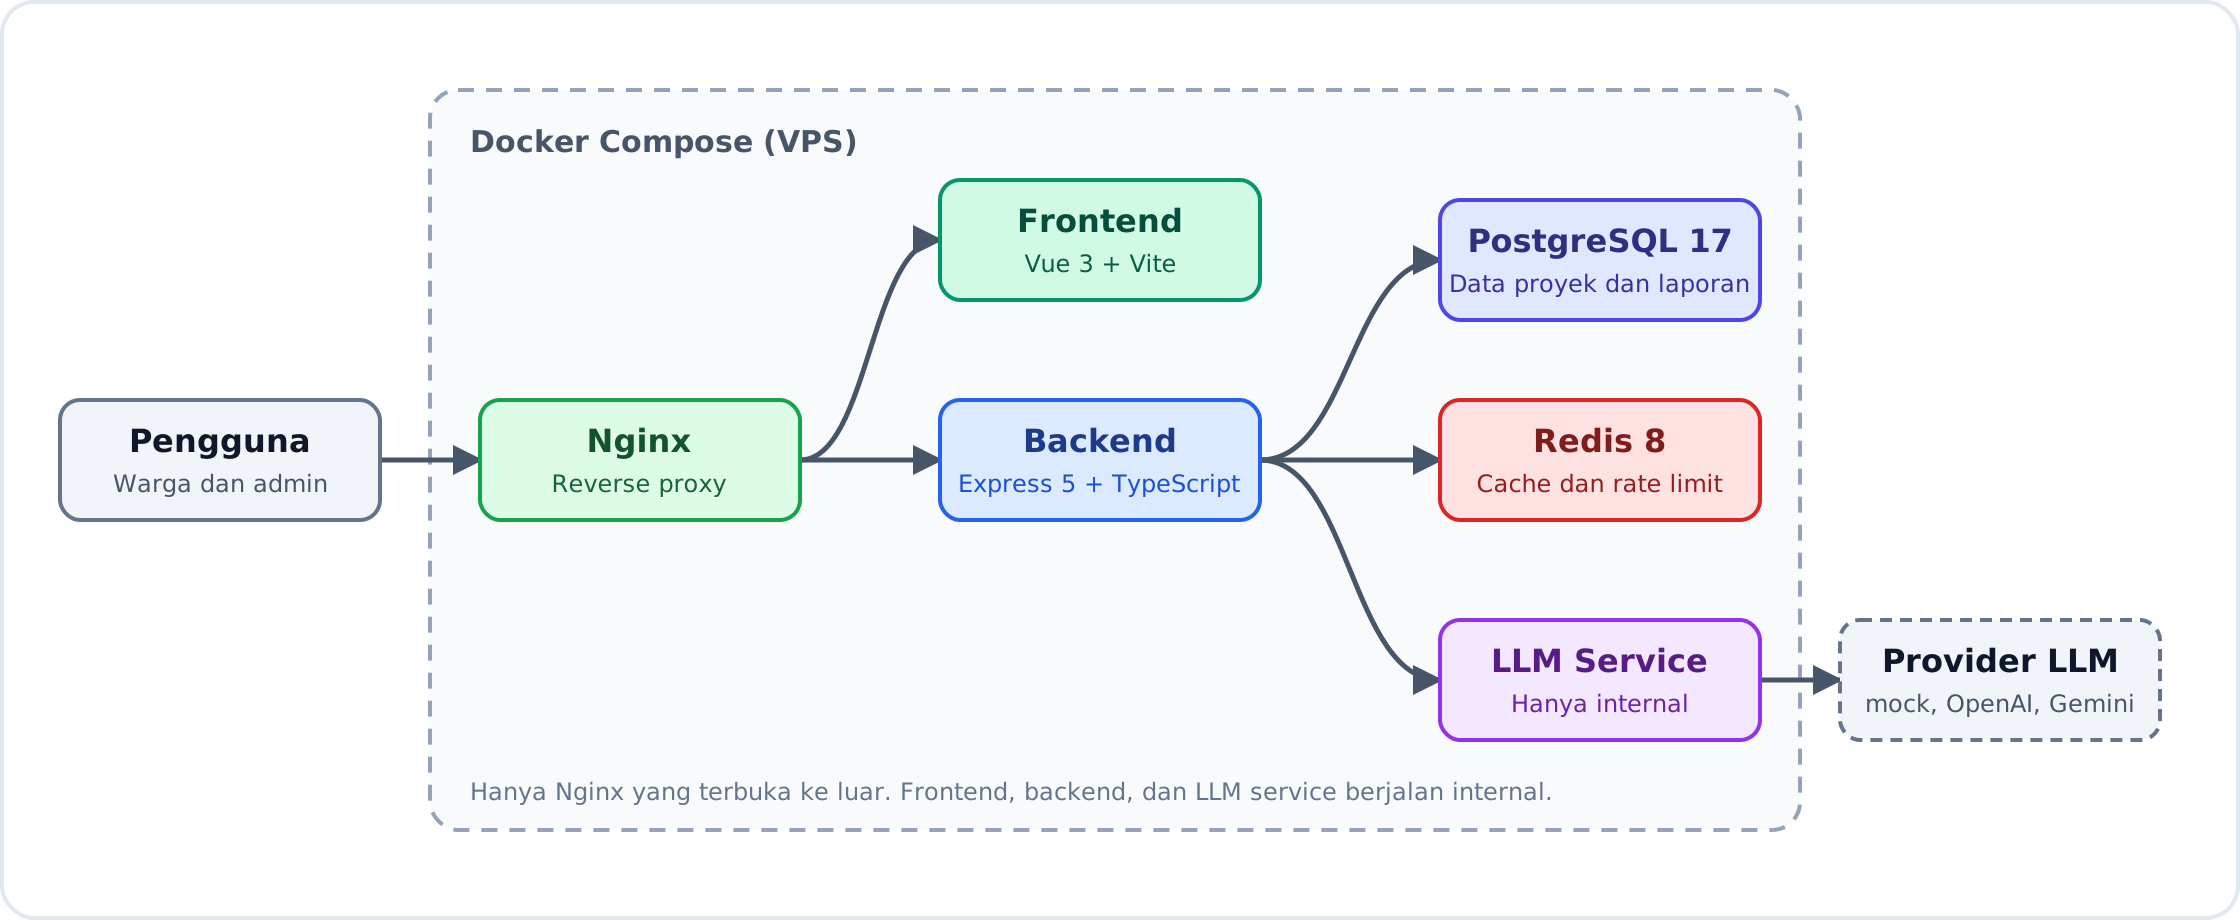 Docker Compose (VPS)
Frontend
Vue 3 + Vite
PostgreSQL 17
Data proyek dan laporan
Pengguna
Warga dan admin
Nginx
Reverse proxy
Backend
Express 5 + TypeScript
Redis 8
Cache dan rate limit
LLM Service
Hanya internal
Provider LLM
mock, OpenAI, Gemini
Hanya Nginx yang terbuka ke luar. Frontend, backend, dan LLM service berjalan internal.